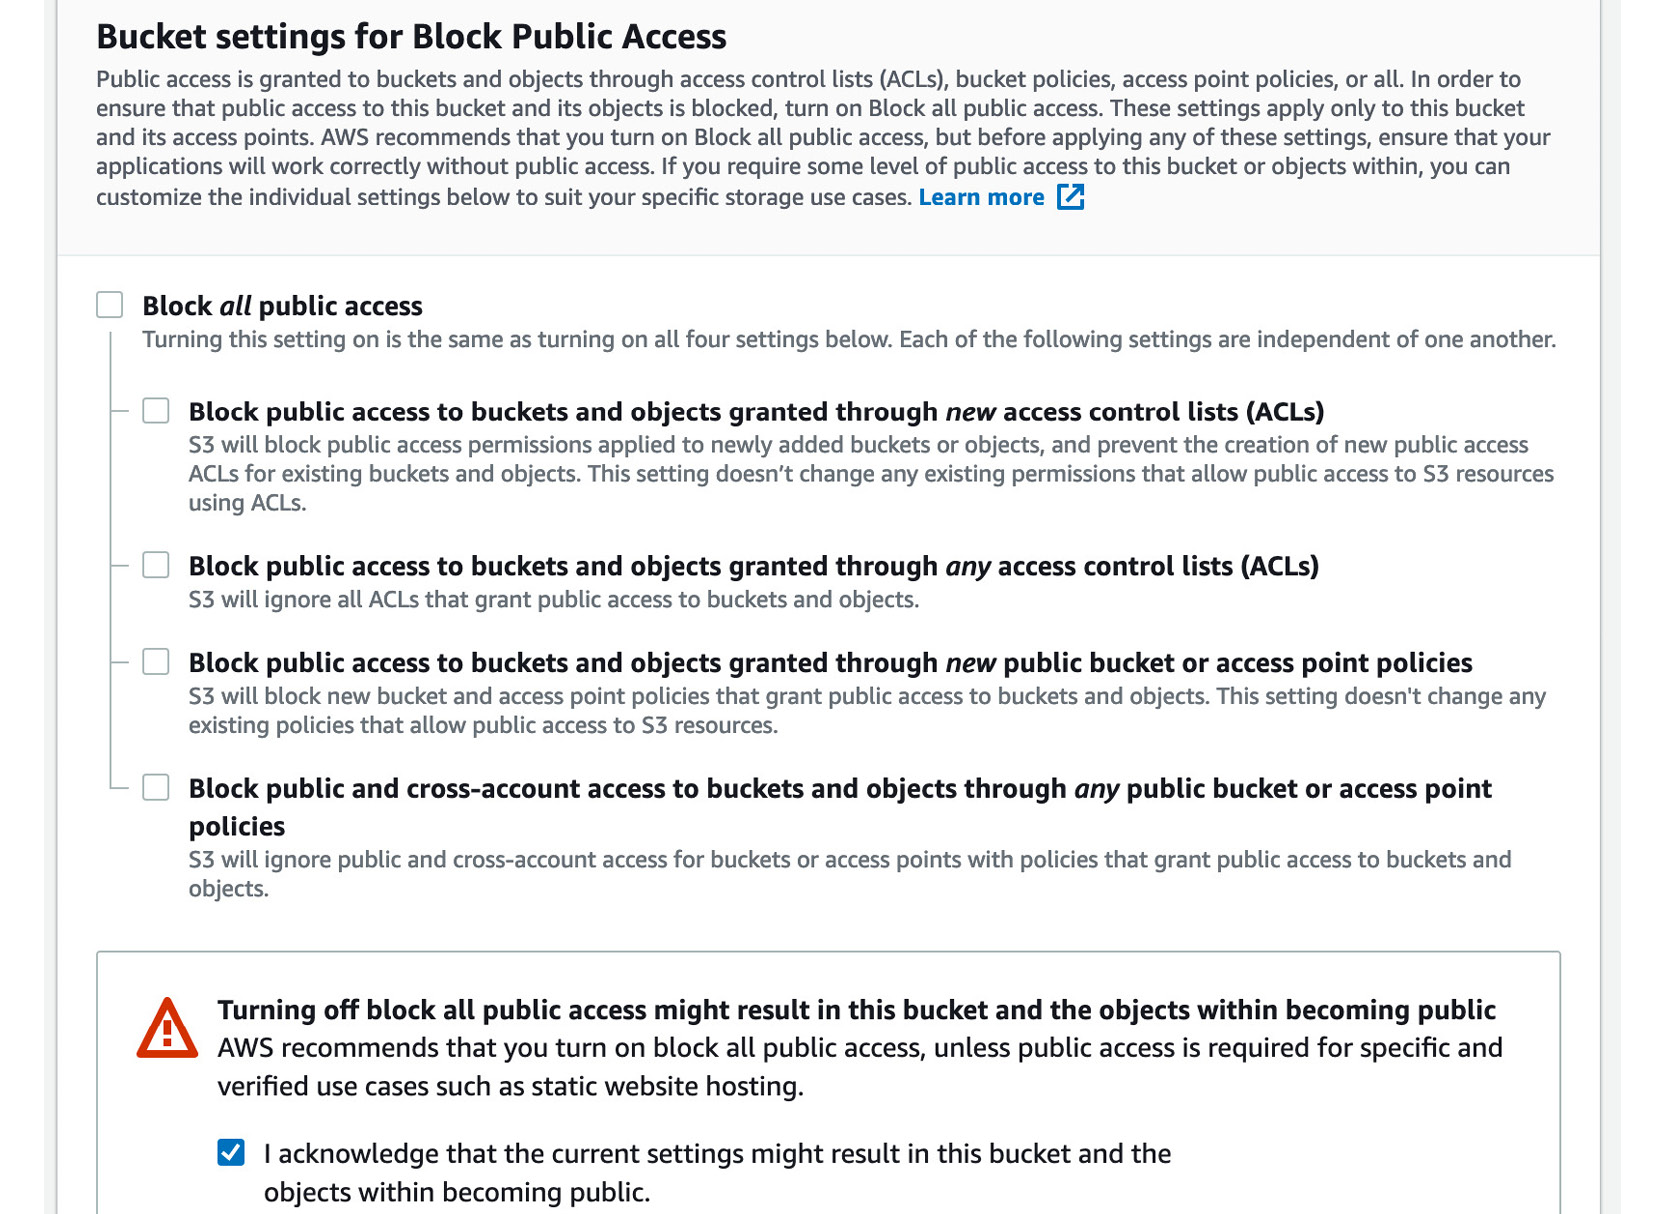 Bucket settings for Block Public Access
Public access is granted to buckets and objects through access control lists (ACLs), bucket policies, access point policies, or all. In order to
ensure that public access to this bucket and its objects is blocked, turn on Block all public access. These settings apply only to this bucket
and its access points. AWS recommends that you turn on Block all public access, but before applying any of these settings, ensure that your
applications will work correctly without public access. If you require some level of public access to this bucket or objects within, you can
customize the individual settings below to suit your specific storage use cases. Learn more
Block all public access
Turning this setting on is the same as turning on all four settings below. Each of the following settings are independent of one another.
Block public access to buckets and objects granted through new access control lists (ACLs)
S3 will block public access permissions applied to newly added buckets or objects, and prevent the creation of new public access
ACLs for existing buckets and objects. This setting doesn’t change any existing permissions that allow public access to S3 resources
using ACLs.
Block public access to buckets and objects granted through any access control lists (ACLs)
S3 will ignore all ACLs that grant public access to buckets and objects.
Block public access to buckets and objects granted through new public bucket or access point policies
S3 will block new bucket and access point policies that grant public access to buckets and objects. This setting doesn't change any
existing policies that allow public access to S3 resources.
Block public and cross-account access to buckets and objects through any public bucket or access point
policies
S3 will ignore public and cross-account access for buckets or access points with policies that grant public access to buckets and
objects.
Turning off block all public access might result in this bucket and the objects within becoming public
AWS recommends that you turn on block all public access, unless public access is required for specific and
verified use cases such as static website hosting.
I acknowledge that the current settings might result in this bucket and the
objects within becoming public.